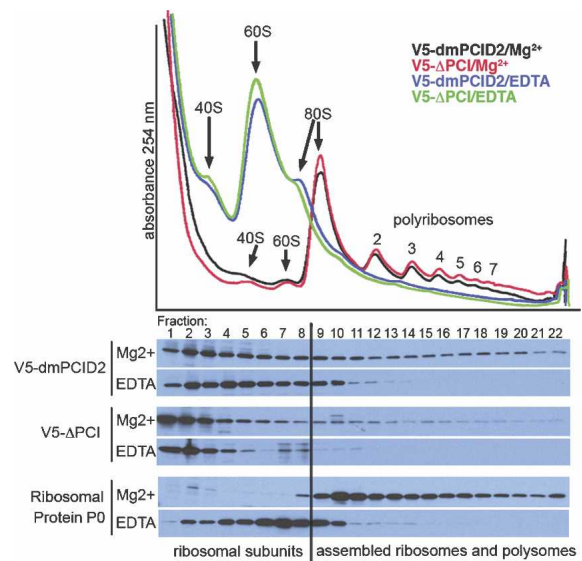 V5-dmPCID2/Mg2+
V5-ΔPCI/Mg2+
V5-dmPCID2/EDTA
V5-ΔPCI/EDTA
60S
40S
80S
absorbance 254 nm
polyribosomes
2 3 4 5 6 7
40S 60S
Fraction:
1 2 3 4 5 6 7 8 9 10 11 12 13 14 15 16 17 18 19 20 21 22
V5-dmPCID2
Mg2+
EDTA
V5-ΔPCI
Mg2+
EDTA
Ribosomal
Protein P0
Mg2+
EDTA
ribosomal subunits assembled ribosomes and polysomes